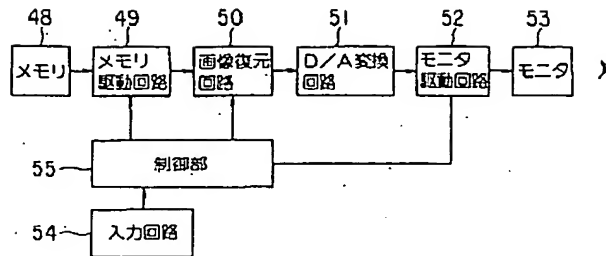 48 49 50 51 52 53
メモリ
メモリ
駆動回路
画像復元
回路
D/A変換
回路
モニタ
駆動回路
モニタ
55
制御部
54
入力回路